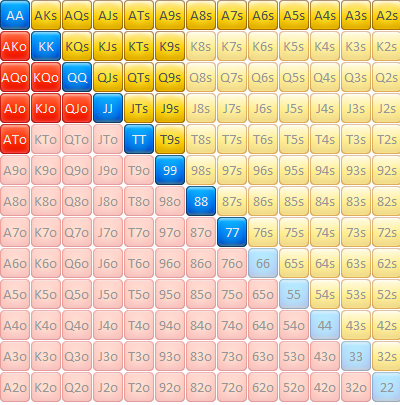 AA AKs AQs AJs ATs A9s A8s A7s A6s A5s A4s A3s A2s
AKo KK KQs KJs KTs K9s K8s K7s K6s K5s K4s K3s K2s
AQo KQo QQ QJs QTs Q9s Q8s Q7s Q6s Q5s Q4s Q3s Q2s
AJo KJo QJo JJ JTs J9s J8s J7s J6s J5s J4s J3s J2s
ATo KTo QTo JTo TT T9s T8s T7s T6s T5s T4s T3s T2s
A9o K9o Q9o J9o T9o 99 98s 97s 96s 95s 94s 93s 92s
A8o K8o Q8o J8o T8o 98o 88 87s 86s 85s 84s 83s 82s
A7o K7o Q7o J7o T7o 97o 87o 77 76s 75s 74s 73s 72s
A6o K6o Q6o J6o T6o 96o 86o 76o 66 65s 64s 63s 62s
A5o K5o Q5o J5o T5o 95o 85o 75o 65o 55 54s 53s 52s
A4o K4o Q4o J4o T4o 94o 84o 74o 64o 54o 44 43s 42s
A3o K3o Q3o J3o T3o 93o 83o 73o 63o 53o 43o 33 32s
A2o K2o Q2o J2o T2o 92o 82o 72o 62o 52o 42o 32o 22